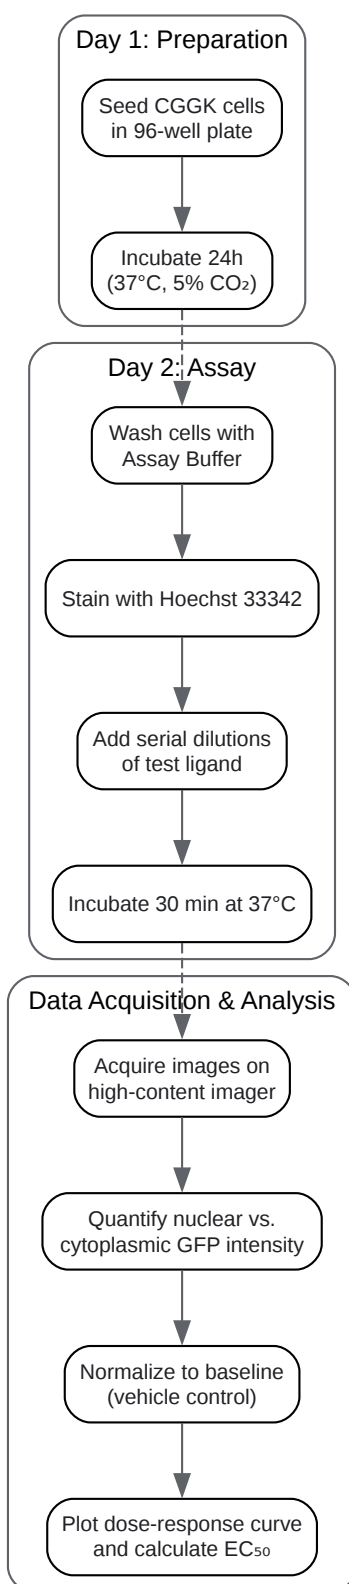 Day 1: Preparation
Seed CGGK cells
in 96-well plate
Incubate 24h
(37°C, 5% CO₂)
Day 2: Assay
Wash cells with
Assay Buffer
Stain with Hoechst 33342
Add serial dilutions
of test ligand
Incubate 30 min at 37°C
Data Acquisition & Analysis
Acquire images on
high-content imager
Quantify nuclear vs.
cytoplasmic GFP intensity
Normalize to baseline
(vehicle control)
Plot dose-response curve
and calculate EC₅₀